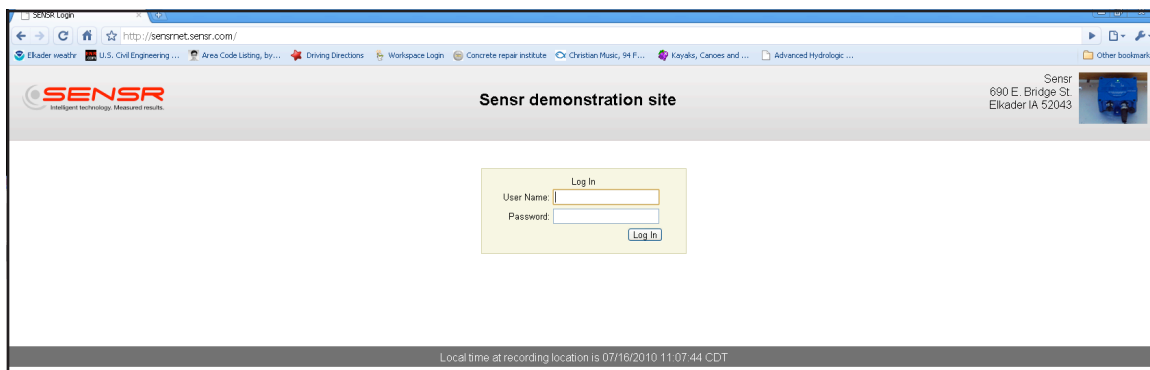 SENSR Login
http://sensrnet.sensr.com/
Elkader weathr U.S. Civil Engineering ... Area Code Listing, by... Driving Directions Workspace Login Concrete repair institute Christian Music, 94 F... Kayaks, Canoes and ... Advanced Hydrologic ... Other bookmark
SENSR
Intelligent technology. Measured results.
Sensr demonstration site
Sensr
690 E. Bridge St.
Elkader IA 52043
Log In
User Name:
Password:
Log In
Local time at recording location is 07/16/2010 11:07:44 CDT